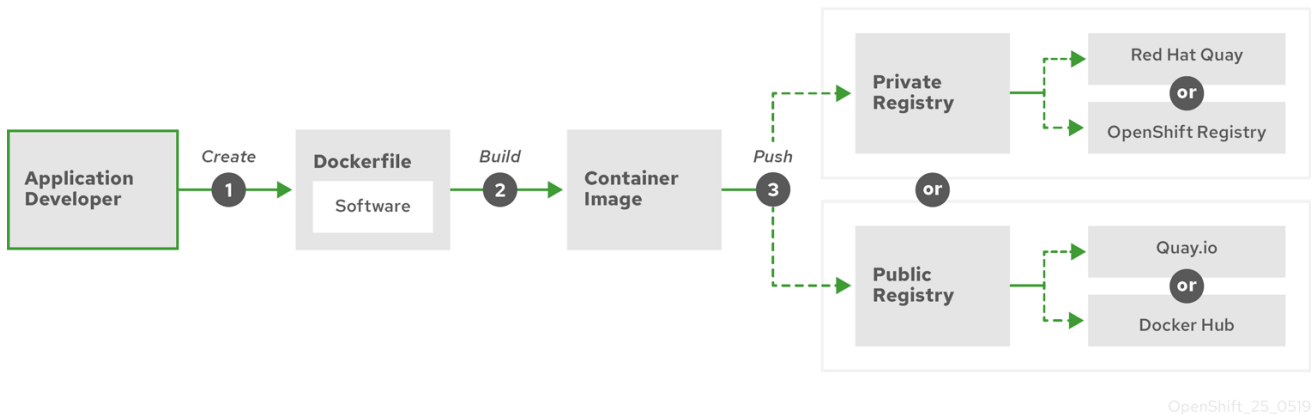 Application
Developer
Create
1
Dockerfile
Software
Build
2
Container
Image
Push
3
Private
Registry
Red Hat Quay
or
OpenShift Registry
or
Public
Registry
Quay.io
or
Docker Hub
OpenShift_25_0519